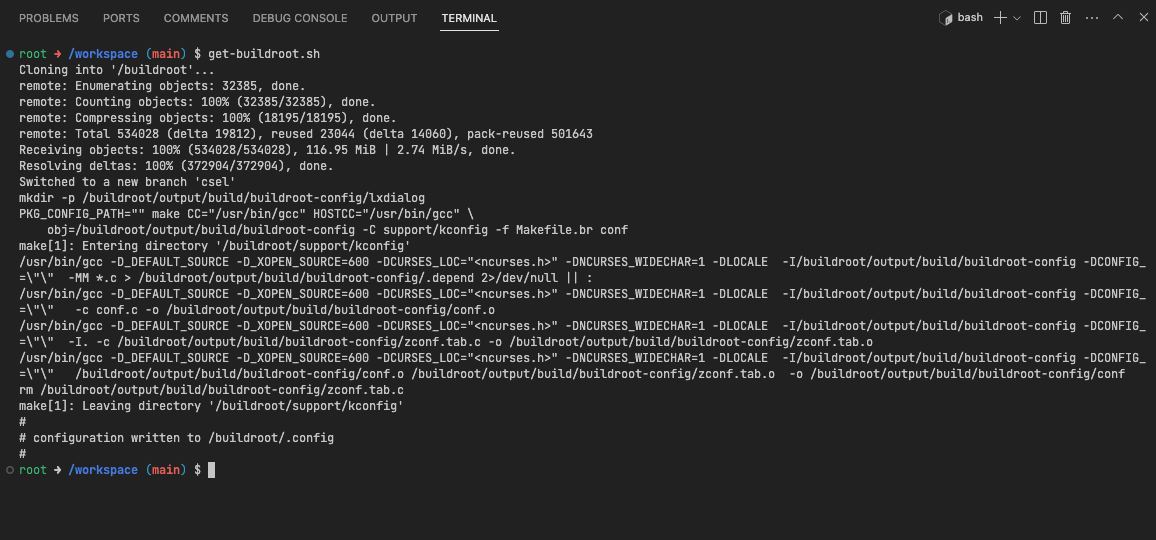 PROBLEMS PORTS COMMENTS DEBUG CONSOLE OUTPUT TERMINAL bash
root → /workspace (main) $ get-buildroot.sh
Cloning into '/buildroot'...
remote: Enumerating objects: 32385, done.
remote: Counting objects: 100% (32385/32385), done.
remote: Compressing objects: 100% (18195/18195), done.
remote: Total 534028 (delta 19812), reused 23044 (delta 14060), pack-reused 501643
Receiving objects: 100% (534028/534028), 116.95 MiB | 2.74 MiB/s, done.
Resolving deltas: 100% (372904/372904), done.
Switched to a new branch 'csel'
mkdir -p /buildroot/output/build/buildroot-config/lxdialog
PKG_CONFIG_PATH="" make CC="/usr/bin/gcc" HOSTCC="/usr/bin/gcc" \
    obj=/buildroot/output/build/buildroot-config -C support/kconfig -f Makefile.br conf
make[1]: Entering directory '/buildroot/support/kconfig'
/usr/bin/gcc -D_DEFAULT_SOURCE -D_XOPEN_SOURCE=600 -DCURSES_LOC="<ncurses.h>" -DNCURSES_WIDECHAR=1 -DLOCALE  -I/buildroot/output/build/buildroot-config -DCONFIG_
=\"\"  -MM *.c > /buildroot/output/build/buildroot-config/.depend 2>/dev/null || :
/usr/bin/gcc -D_DEFAULT_SOURCE -D_XOPEN_SOURCE=600 -DCURSES_LOC="<ncurses.h>" -DNCURSES_WIDECHAR=1 -DLOCALE  -I/buildroot/output/build/buildroot-config -DCONFIG_
=\"\"   -c conf.c -o /buildroot/output/build/buildroot-config/conf.o
/usr/bin/gcc -D_DEFAULT_SOURCE -D_XOPEN_SOURCE=600 -DCURSES_LOC="<ncurses.h>" -DNCURSES_WIDECHAR=1 -DLOCALE  -I/buildroot/output/build/buildroot-config -DCONFIG_
=\"\"  -I. -c /buildroot/output/build/buildroot-config/zconf.tab.c -o /buildroot/output/build/buildroot-config/zconf.tab.o
/usr/bin/gcc -D_DEFAULT_SOURCE -D_XOPEN_SOURCE=600 -DCURSES_LOC="<ncurses.h>" -DNCURSES_WIDECHAR=1 -DLOCALE  -I/buildroot/output/build/buildroot-config -DCONFIG_
=\"\"   /buildroot/output/build/buildroot-config/conf.o /buildroot/output/build/buildroot-config/zconf.tab.o  -o /buildroot/output/build/buildroot-config/conf
rm /buildroot/output/build/buildroot-config/zconf.tab.c
make[1]: Leaving directory '/buildroot/support/kconfig'
#
# configuration written to /buildroot/.config
#
root → /workspace (main) $